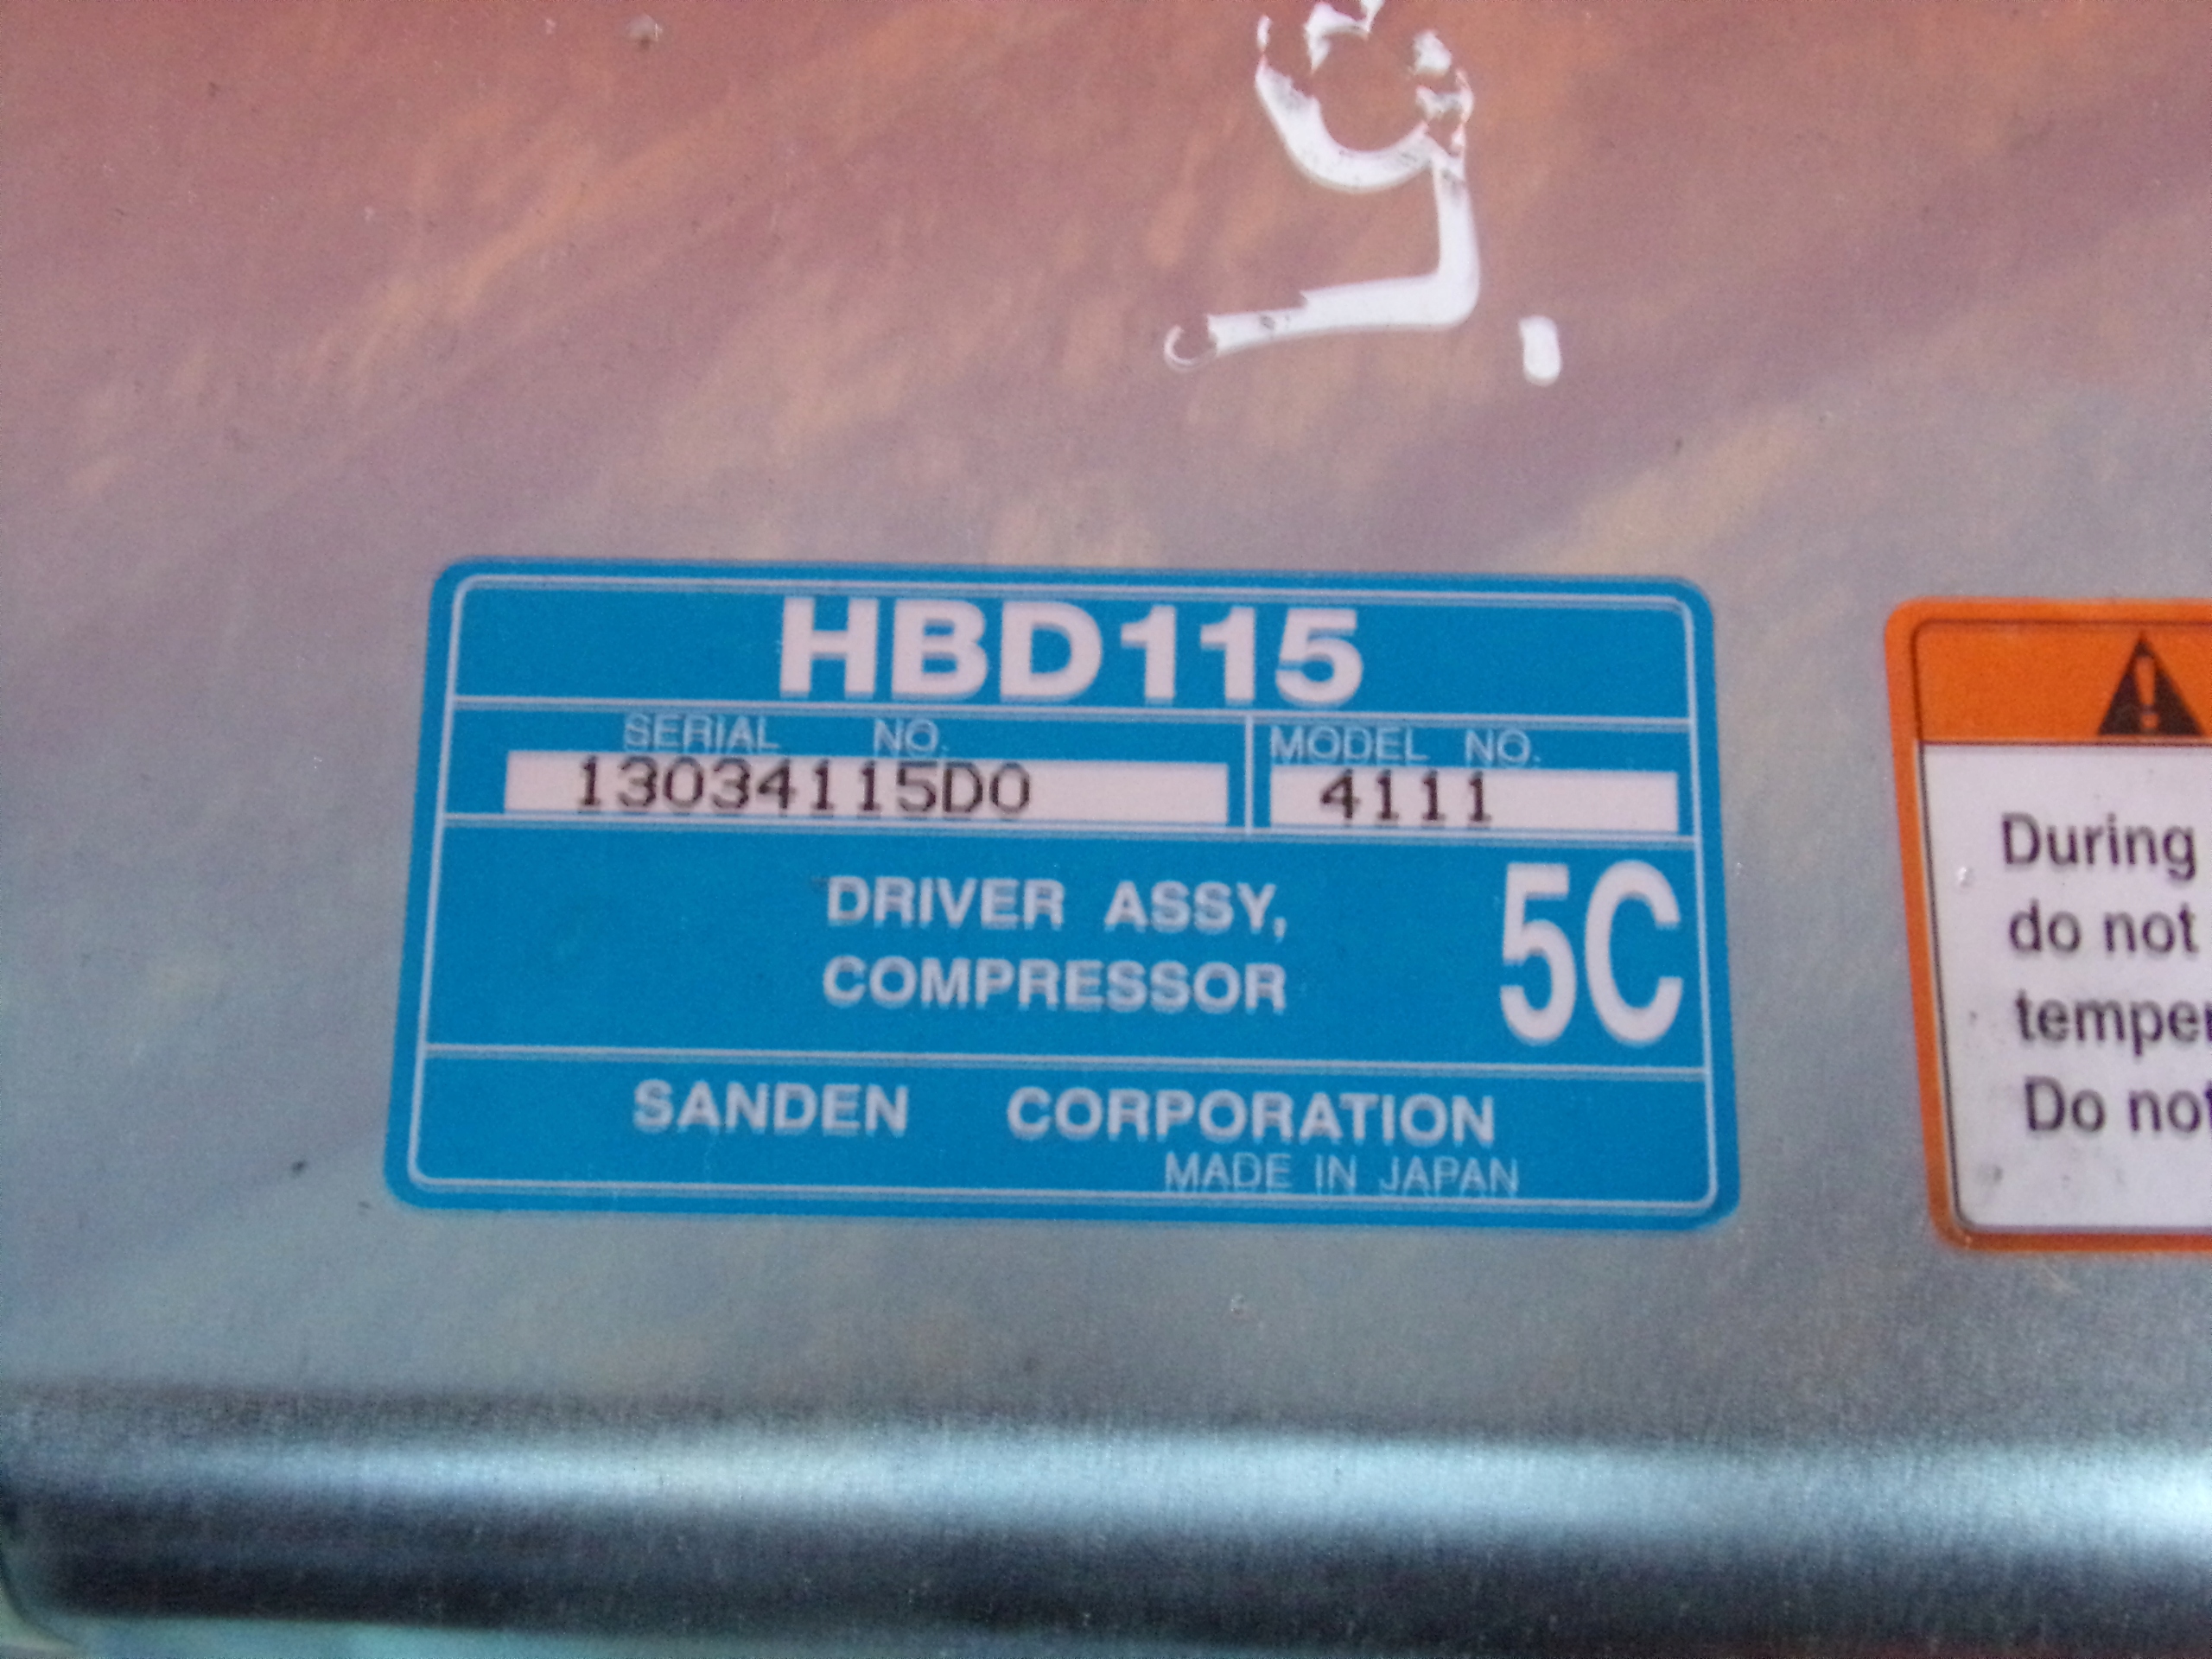 HBD115
SERIAL NO.
MODEL NO.
13034115D0
4111
DRIVER ASSY,
COMPRESSOR
5C
SANDEN CORPORATION
MADE IN JAPAN
During
do not
Do not